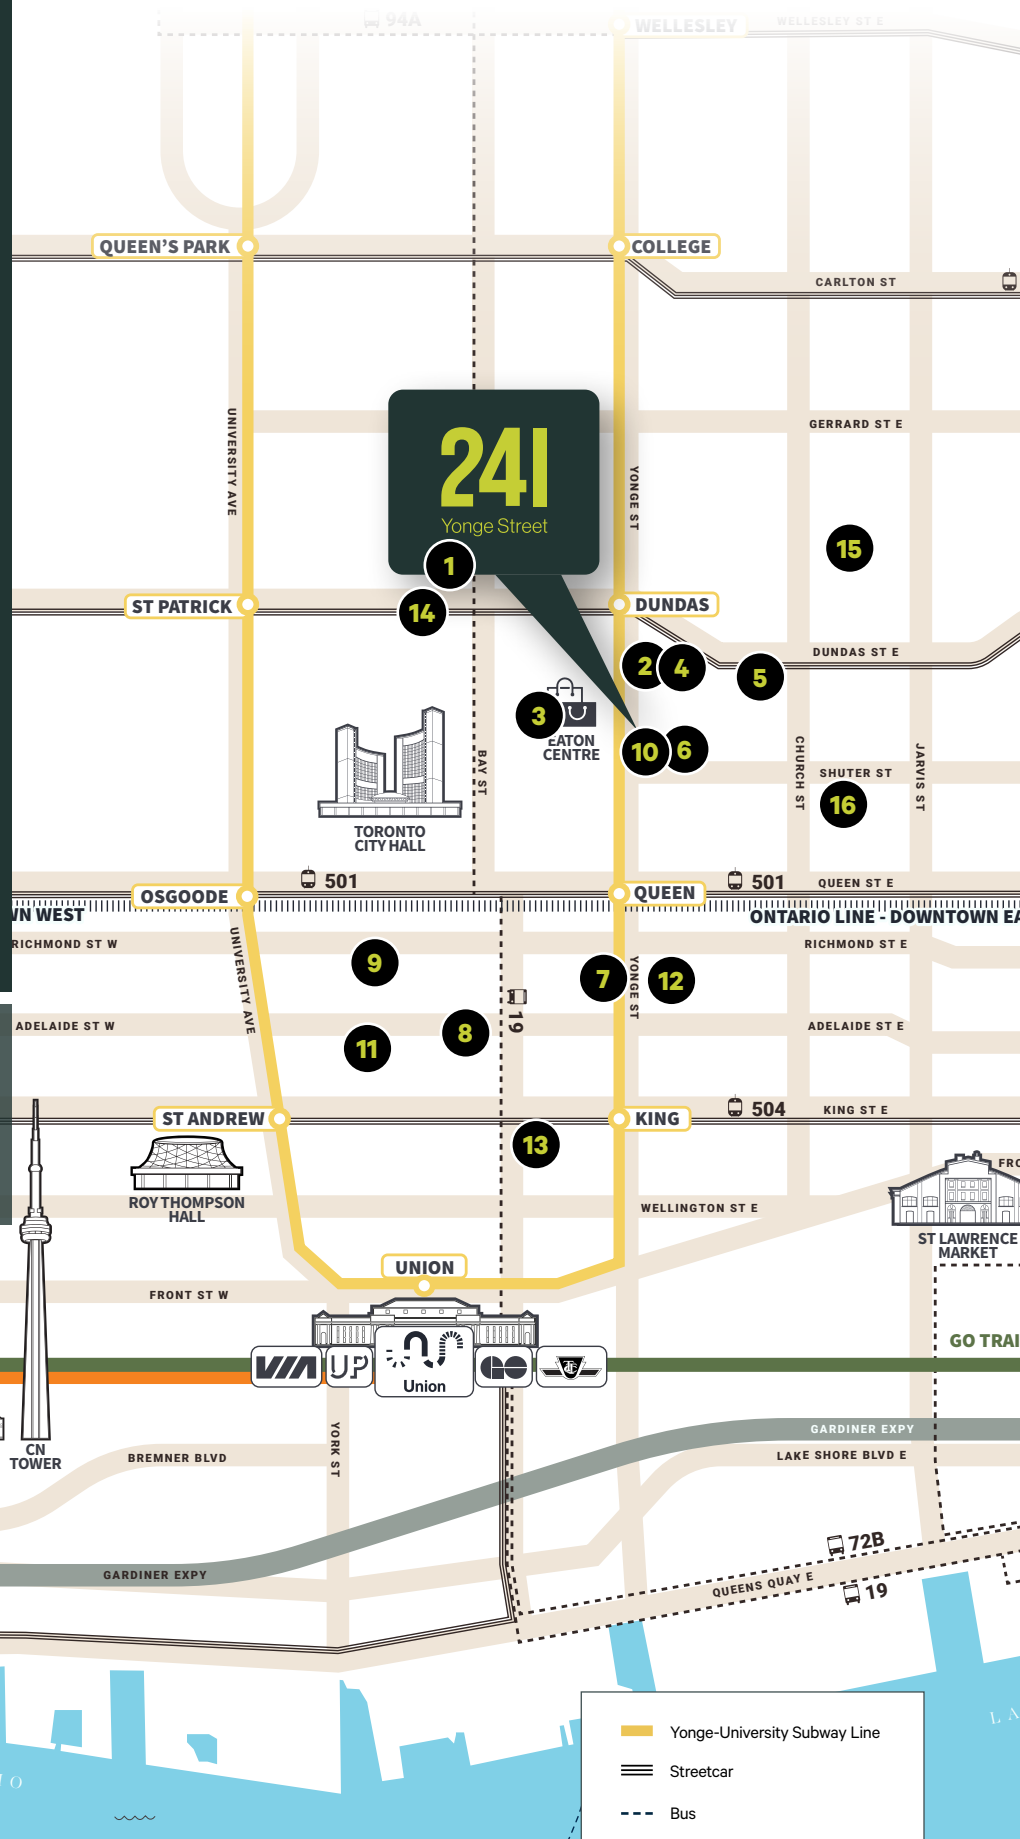 94A
WELLESLEY
WELLESLEY ST E
QUEEN'S PARK
COLLEGE
CARLTON ST
UNIVERSITY AVE
241
Yonge Street
GERRARD ST E
YONGE ST
1
15
ST PATRICK
14
DUNDAS
2
4
5
DUNDAS ST E
3
EATON
CENTRE
10
6
BAY ST
CHURCH ST
JARVIS ST
SHUTER ST
16
TORONTO
CITY HALL
501
OSGOODE
QUEEN
501
QUEEN ST E
WN WEST
ONTARIO LINE - DOWNTOWN EA
RICHMOND ST W
RICHMOND ST E
UNIVERSITY AVE
9
7
YONGE ST
12
19
ADELAIDE ST W
8
ADELAIDE ST E
11
ST ANDREW
KING
504
KING ST E
13
ROY THOMPSON
HALL
WELLINGTON ST E
FRO
ST LAWRENCE
MARKET
UNION
FRONT ST W
GO TRAI
VIA
UP
Union
GO
TTC
CN
TOWER
BREMNER BLVD
YORK ST
GARDINER EXPY
LAKE SHORE BLVD E
GARDINER EXPY
72B
QUEENS QUAY E
19
L A
I O
Yonge-University Subway Line
Streetcar
Bus